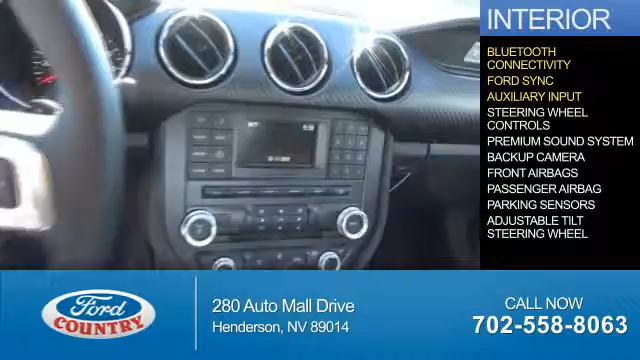 INTERIOR
BLUETOOTH
CONNECTIVITY
FORD SYNC
AUXILIARY INPUT
STEERING WHEEL
CONTROLS
PREMIUM SOUND SYSTEM
BACKUP CAMERA
FRONT AIRBAGS
PASSENGER AIRBAG
PARKING SENSORS
ADJUSTABLE TILT
STEERING WHEEL
Ford
COUNTRY
280 Auto Mall Drive
Henderson, NV 89014
CALL NOW
702-558-8063